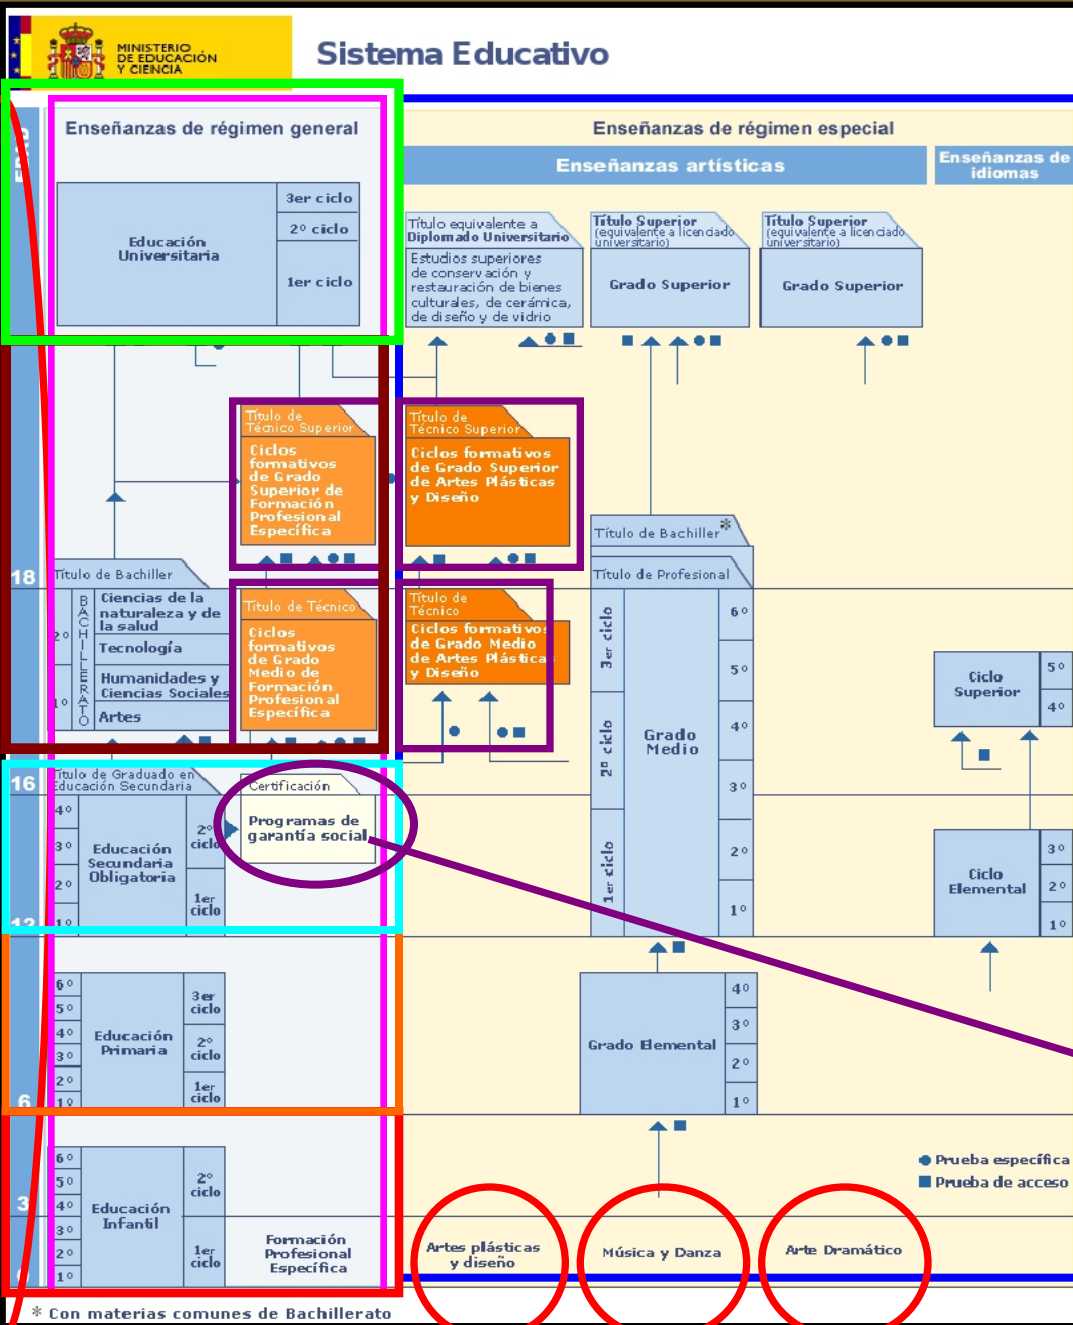 MINISTERIO
DE EDUCACIÓN
Y CIENCIA
Sistema Educativo
Enseñanzas de régimen general
Enseñanzas de régimen especial
Enseñanzas artísticas
Enseñanzas de
idiomas
Educación
Universitaria
3er ciclo
2º ciclo
1er ciclo
Título equivalente a
Diplomado Universitario
Estudios superiores
de conservación y
restauración de bienes
culturales, de cerámica,
de diseño y de vidrio
Título Superior
(equivalente a licenciado
universitario)
Grado Superior
Título Superior
(equivalente a licenciado
universitario)
Grado Superior
Título de
Técnico Superior
Ciclos
formativos
de Grado
Superior de
Formación
Profesional
Específica
Título de
Técnico Superior
Ciclos formativos
de Grado Superior
de Artes Plásticas
y Diseño
Título de Bachiller*
Título de Profesional
18
Título de Bachiller
BACHILLERATO
2º
1º
Ciencias de la
naturaleza y de
la salud
Tecnología
Humanidades y
Ciencias Sociales
Artes
Título de Técnico
Ciclos
formativos
de Grado
Medio de
Formación
Profesional
Específica
Título de
Técnico
Ciclos formativos
de Grado Medio
de Artes Plásticas
y Diseño
3er ciclo
2º ciclo
1er ciclo
Grado
Medio
6º
5º
4º
3º
2º
1º
Ciclo
Superior
5º
4º
Ciclo
Elemental
3º
2º
1º
16
Título de Graduado en
Educación Secundaria
4º
3º
2º
1º
Educación
Secundaria
Obligatoria
2º
ciclo
1er
ciclo
Certificación
Programas de
garantía social
12
6º
5º
4º
3º
2º
1º
Educación
Primaria
3er
ciclo
2º
ciclo
1er
ciclo
Grado Elemental
4º
3º
2º
1º
6
6º
5º
4º
3º
2º
1º
Educación
Infantil
2º
ciclo
1er
ciclo
3
Prueba específica
Prueba de acceso
Formación
Profesional
Específica
Artes plásticas
y diseño
Música y Danza
Arte Dramático
* Con materias comunes de Bachillerato